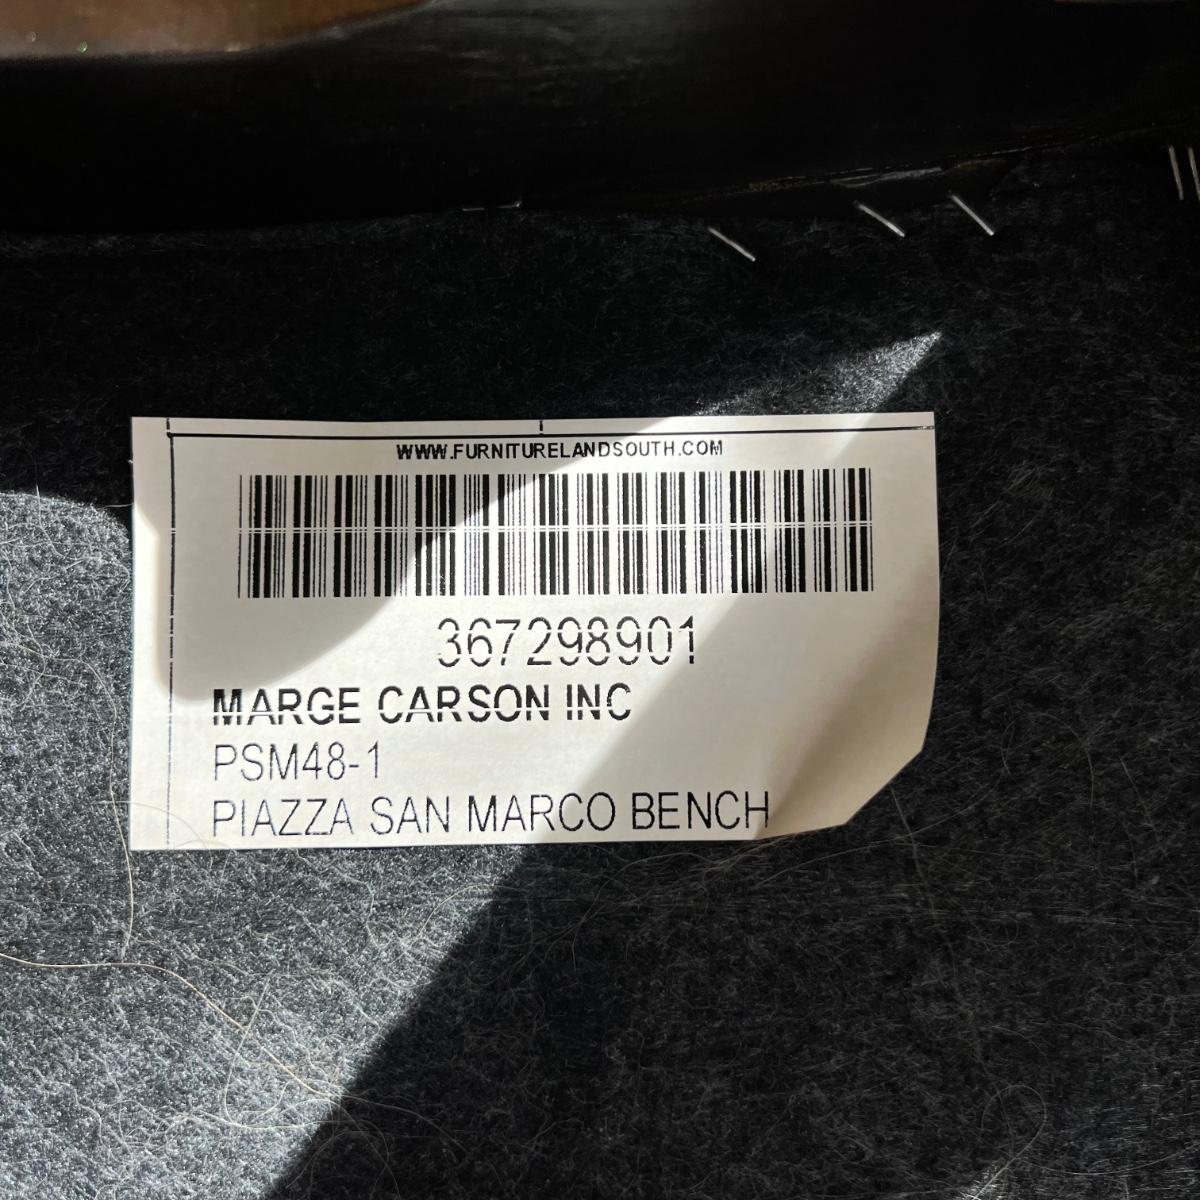 WWW.FURNITURELANDSOUTH.COM
367298901
MARGE CARSON INC
PSM48-1
PIAZZA SAN MARCO BENCH